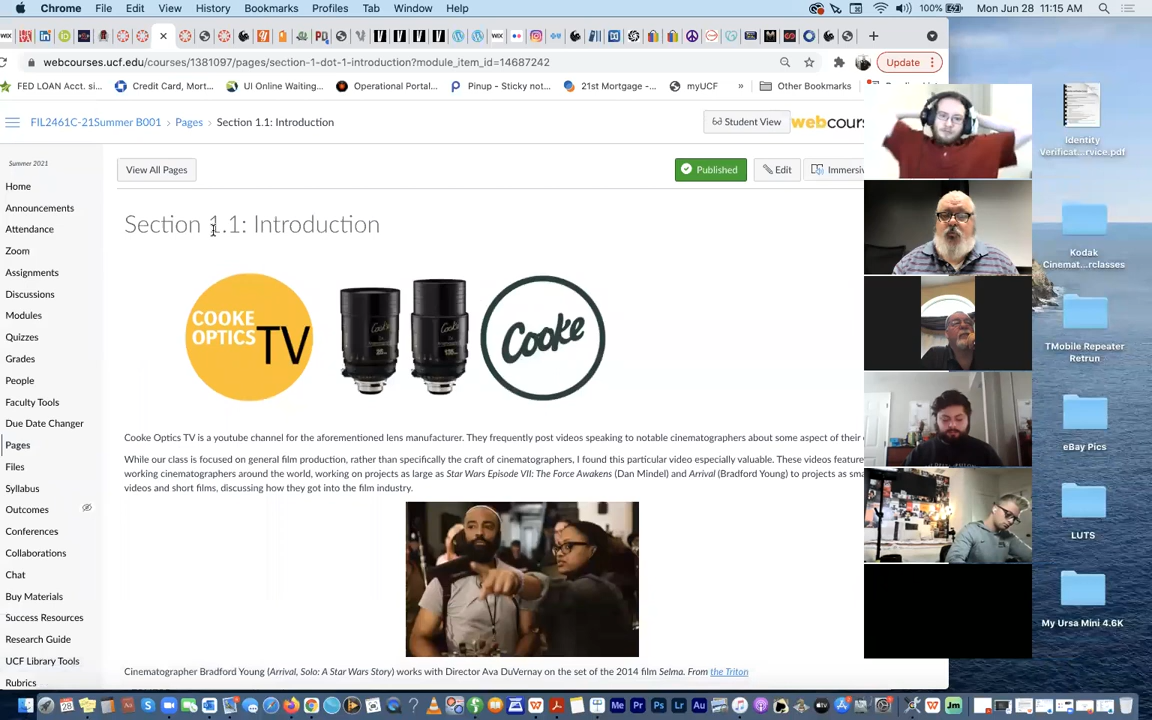 Chrome File Edit View History Bookmarks Profiles Tab Window Help 100% Mon Jun 28 11:15 AM
webcourses.ucf.edu/courses/1381097/pages/section-1-dot-1-introduction?module_item_id=14687242 Update
FED LOAN Acct. si... Credit Card, Mort... UI Online Waiting... Operational Portal... Pinup - Sticky not... 21st Mortgage -... myUCF » Other Bookmarks
FIL2461C-21Summer B001 > Pages > Section 1.1: Introduction Student View webcour
Summer 2021
View All Pages Published Edit Immersiv
Home
Announcements
Attendance
Zoom
Assignments
Discussions
Modules
Quizzes
Grades
People
Faculty Tools
Due Date Changer
Pages
Files
Syllabus
Outcomes
Conferences
Collaborations
Chat
Buy Materials
Success Resources
Research Guide
UCF Library Tools
Rubrics
Section 1.1: Introduction
COOKE
OPTICS TV
Cooke
Cooke Optics TV is a youtube channel for the aforementioned lens manufacturer. They frequently post videos speaking to notable cinematographers about some aspect of their
While our class is focused on general film production, rather than specifically the craft of cinematographers, I found this particular video especially valuable. These videos feature
working cinematographers around the world, working on projects as large as Star Wars Episode VII: The Force Awakens (Dan Mindel) and Arrival (Bradford Young) to projects as sm
videos and short films, discussing how they got into the film industry.
Cinematographer Bradford Young (Arrival, Solo: A Star Wars Story) works with Director Ava DuVernay on the set of the 2014 film Selma. From the Triton
Identity
Verificat...rvice.pdf
Kodak
Cinemat...rclasses
TMobile Repeater
Retrun
eBay Pics
LUTS
My Ursa Mini 4.6K